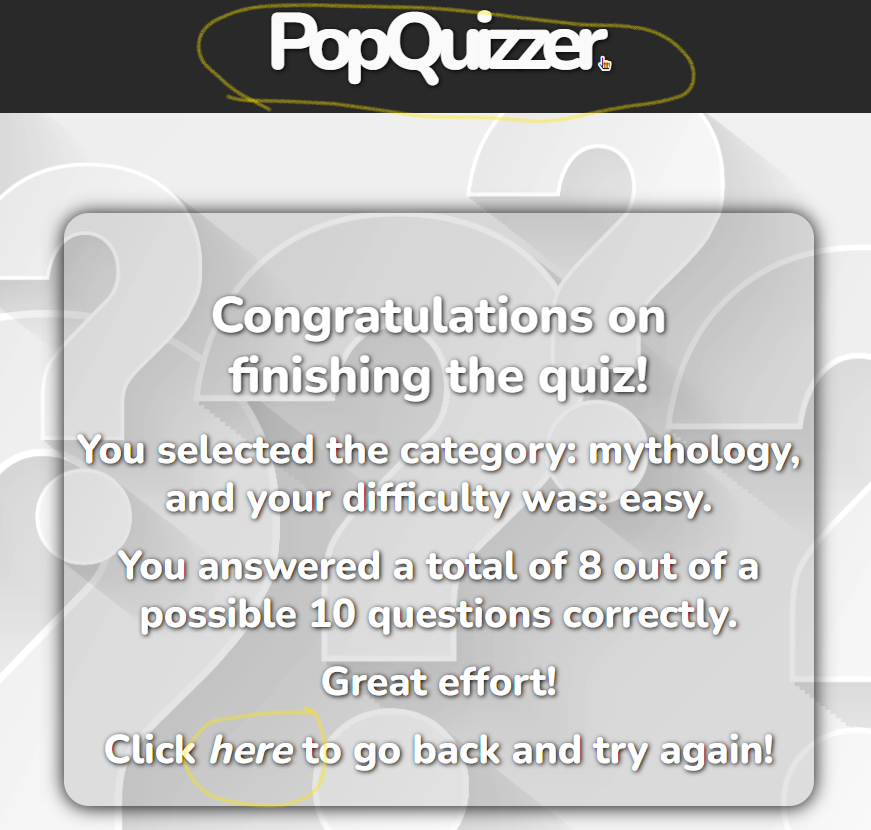 PopQuizzer
Congratulations on
finishing the quiz!
You selected the category: mythology,
and your difficulty was: easy.
You answered a total of 8 out of a
possible 10 questions correctly.
Great effort!
Click here to go back and try again!